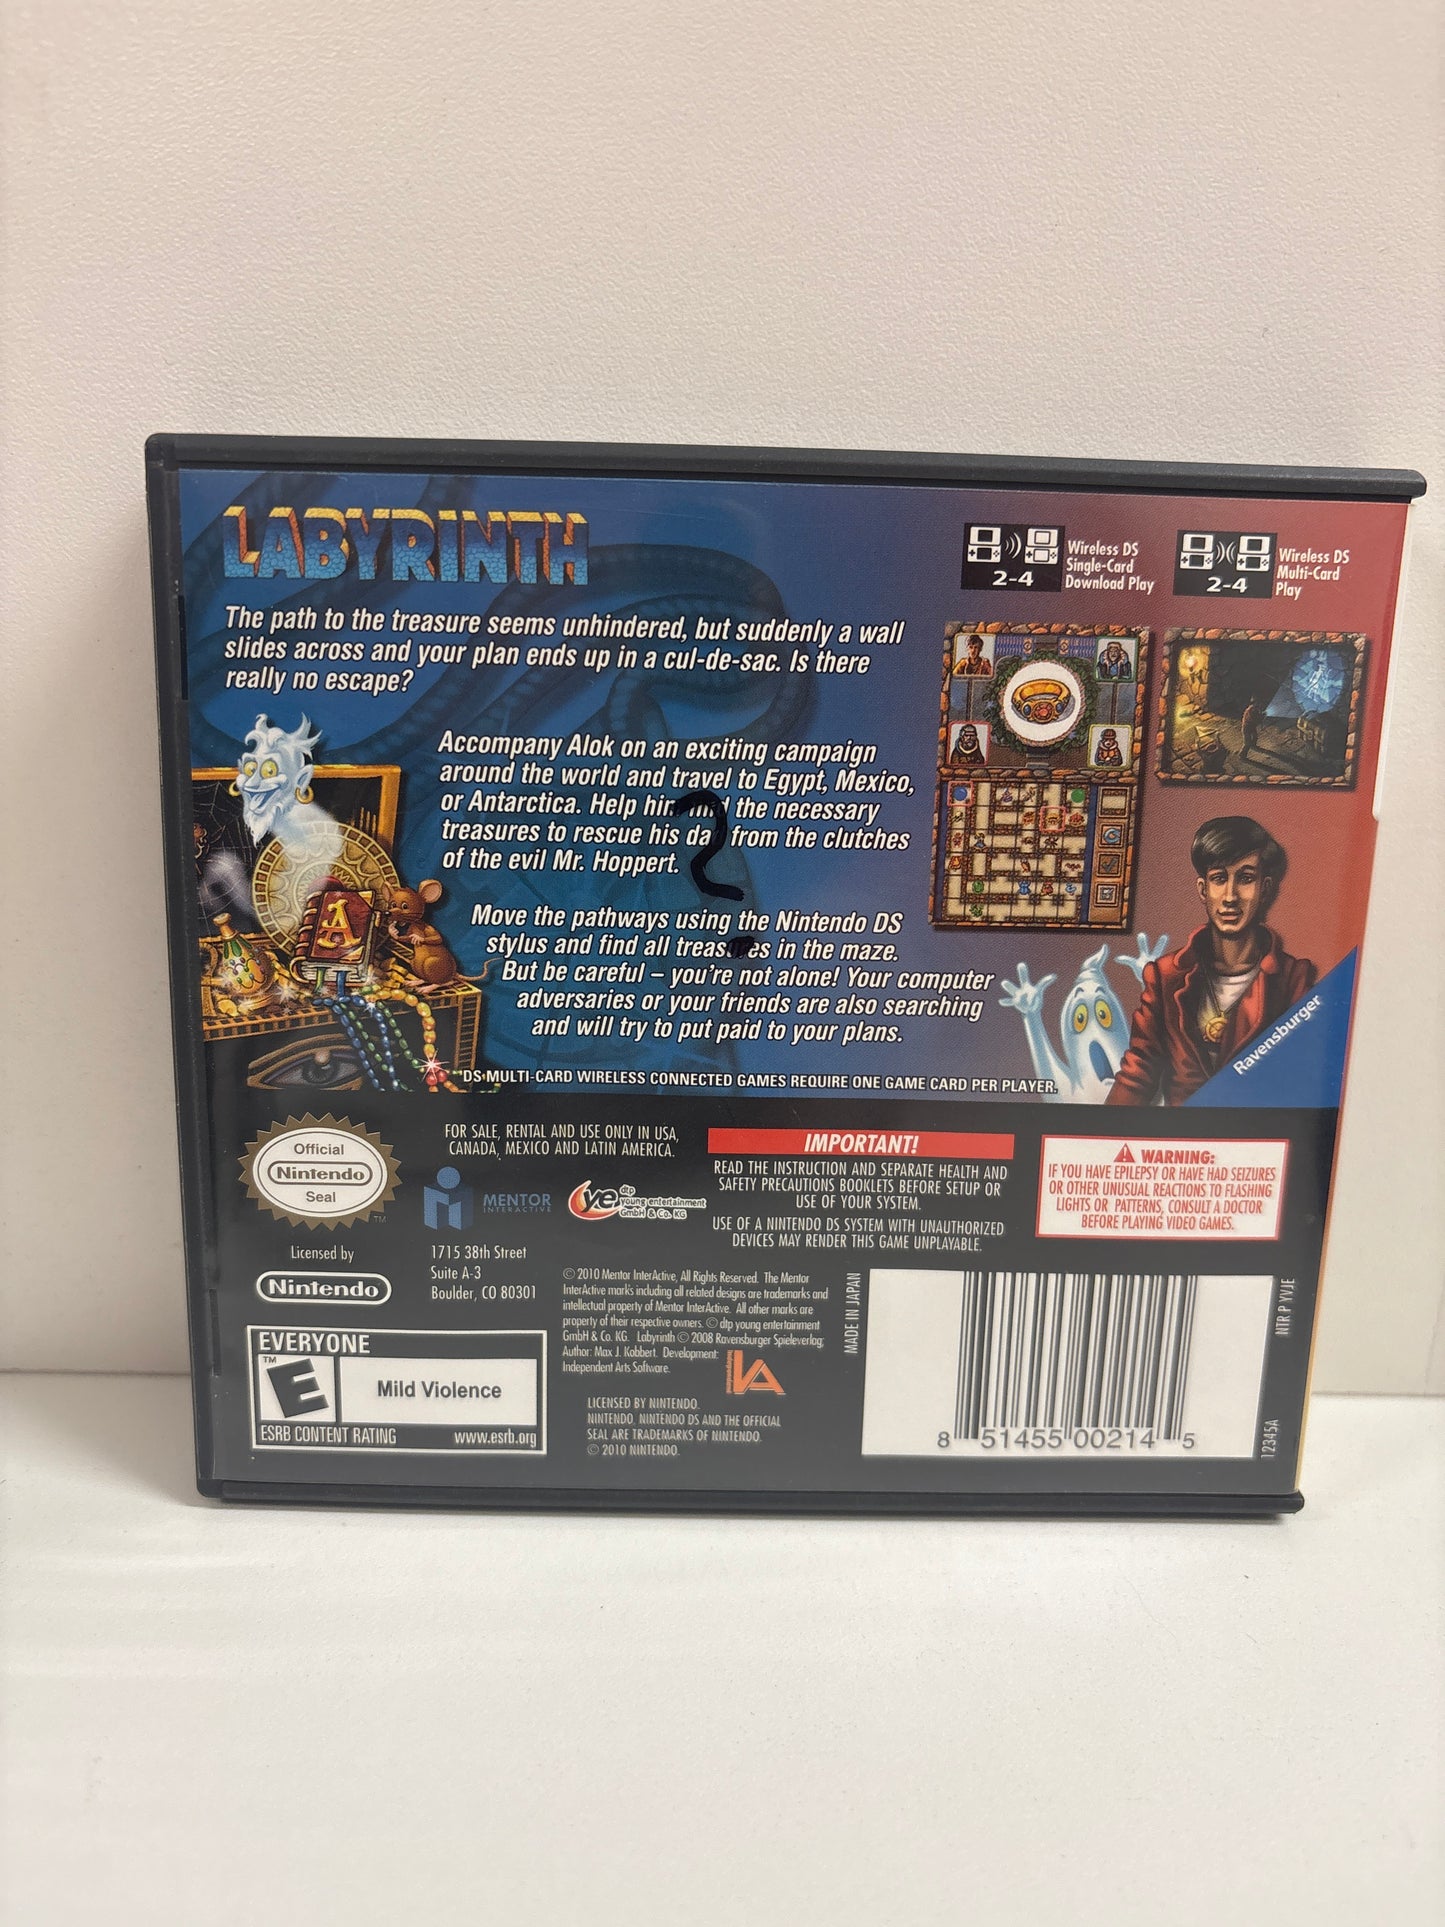 LABYRINTH
2-4
Wireless DS
Single-Card
Download Play
2-4
Wireless DS
Multi-Card
Play
The path to the treasure seems unhindered, but suddenly a wall
slides across and your plan ends up in a cul-de-sac. Is there
really no escape?
Accompany Alok on an exciting campaign
around the world and travel to Egypt, Mexico,
or Antarctica. Help the necessary
treasures to rescue his from the clutches
of the evil Mr. Hoppert.
?
Move the pathways using the Nintendo DS
stylus and find all treasures in the maze.
But be careful – you're not alone! Your computer
adversaries or your friends are also searching
and will try to put paid to your plans.
A
Ravensburger
*DS MULTI-CARD WIRELESS CONNECTED GAMES REQUIRE ONE GAME CARD PER PLAYER.
Official
Nintendo
Seal
TM
Licensed by
Nintendo
FOR SALE, RENTAL AND USE ONLY IN USA,
CANADA, MEXICO AND LATIN AMERICA.
MENTOR
INTERACTIVE
ye dtp
young entertainment
GmbH & Co. KG
1715 38th Street
Suite A-3
Boulder, CO 80301
IMPORTANT!
READ THE INSTRUCTION AND SEPARATE HEALTH AND
SAFETY PRECAUTIONS BOOKLETS BEFORE SETUP OR
USE OF YOUR SYSTEM.
USE OF A NINTENDO DS SYSTEM WITH UNAUTHORIZED
DEVICES MAY RENDER THIS GAME UNPLAYABLE.
WARNING:
IF YOU HAVE EPILEPSY OR HAVE HAD SEIZURES
OR OTHER UNUSUAL REACTIONS TO FLASHING
LIGHTS OR PATTERNS, CONSULT A DOCTOR
BEFORE PLAYING VIDEO GAMES.
© 2010 Mentor InterActive, All Rights Reserved. The Mentor
InterActive marks including all related designs are trademarks and
intellectual property of Mentor InterActive. All other marks are
property of their respective owners. © dtp young entertainment
GmbH & Co. KG. Labyrinth © 2008 Ravensburger Spieleverlag;
Author: Max J. Kobbert. Development:
Independent Arts Software.
Independent
IA
LICENSED BY NINTENDO.
NINTENDO, NINTENDO DS AND THE OFFICIAL
SEAL ARE TRADEMARKS OF NINTENDO.
© 2010 NINTENDO.
EVERYONE
TM
E
Mild Violence
ESRB CONTENT RATING
www.esrb.org
MADE IN JAPAN
8 51455 00214 5
NTR P YVJE
12345A